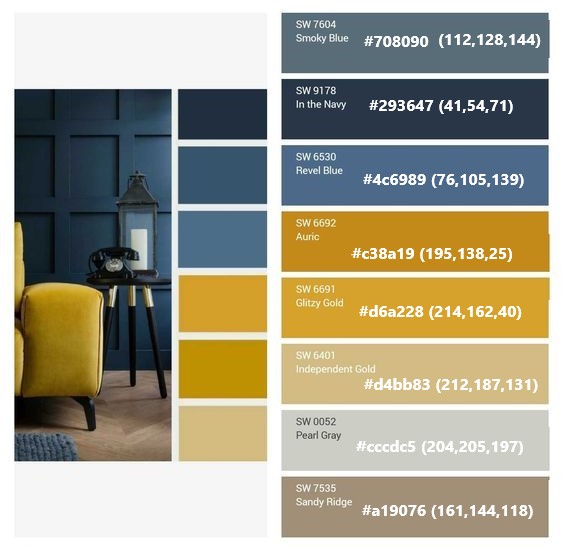 SW 7604
Smoky Blue
#708090 (112,128,144)
SW 9178
In the Navy
#293647 (41,54,71)
SW 6530
Revel Blue
#4c6989 (76,105,139)
SW 6692
Auric
#c38a19 (195,138,25)
SW 6691
Glitzy Gold
#d6a228 (214,162,40)
SW 6401
Independent Gold
#d4bb83 (212,187,131)
SW 0052
Pearl Gray
#cccdc5 (204,205,197)
SW 7535
Sandy Ridge
#a19076 (161,144,118)